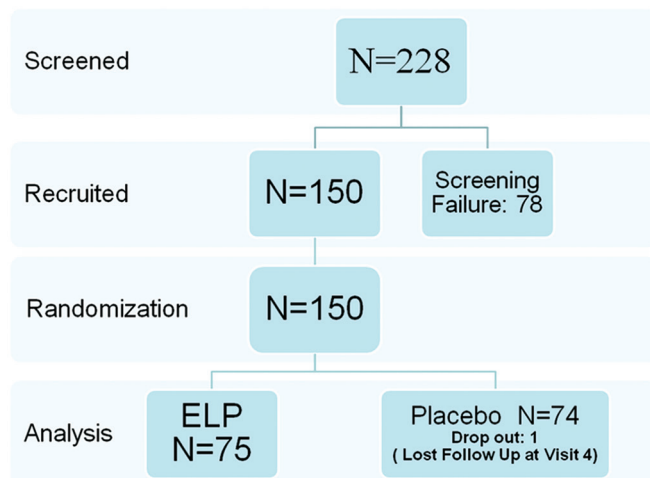 Screened
N=228
Recruited
N=150
Screening
Failure: 78
Randomization
N=150
Analysis
ELP
N=75
Placebo N=74
Drop out: 1
( Lost Follow Up at Visit 4)